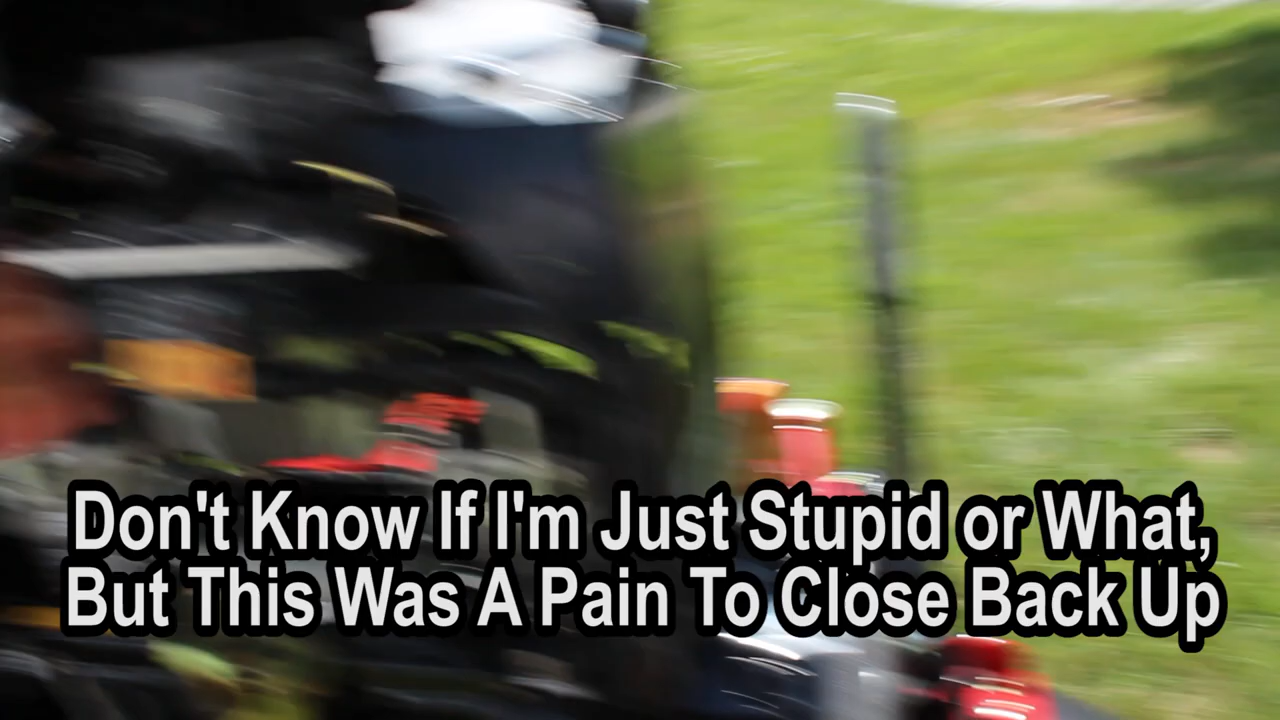 Don't Know If I'm Just Stupid or What,
But This Was A Pain To Close Back Up